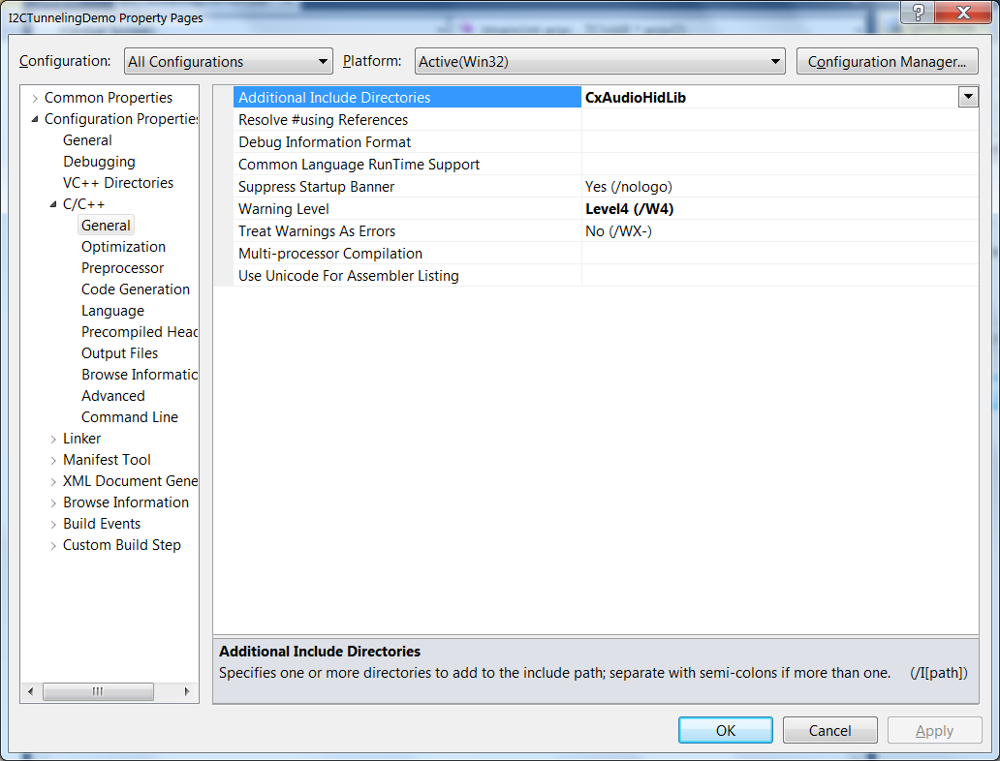 I2CTunnelingDemo Property Pages
Configuration: All Configurations Platform: Active(Win32) Configuration Manager...
Common Properties
Configuration Propertie
General
Debugging
VC++ Directories
C/C++
General
Optimization
Preprocessor
Code Generation
Language
Precompiled Head
Output Files
Browse Informatic
Advanced
Command Line
Linker
Manifest Tool
XML Document Gene
Browse Information
Build Events
Custom Build Step
Additional Include Directories CxAudioHidLib
Resolve #using References
Debug Information Format
Common Language RunTime Support
Suppress Startup Banner Yes (/nologo)
Warning Level Level4 (/W4)
Treat Warnings As Errors No (/WX-)
Multi-processor Compilation
Use Unicode For Assembler Listing
Additional Include Directories
Specifies one or more directories to add to the include path; separate with semi-colons if more than one. (/I[path])
OK Cancel Apply